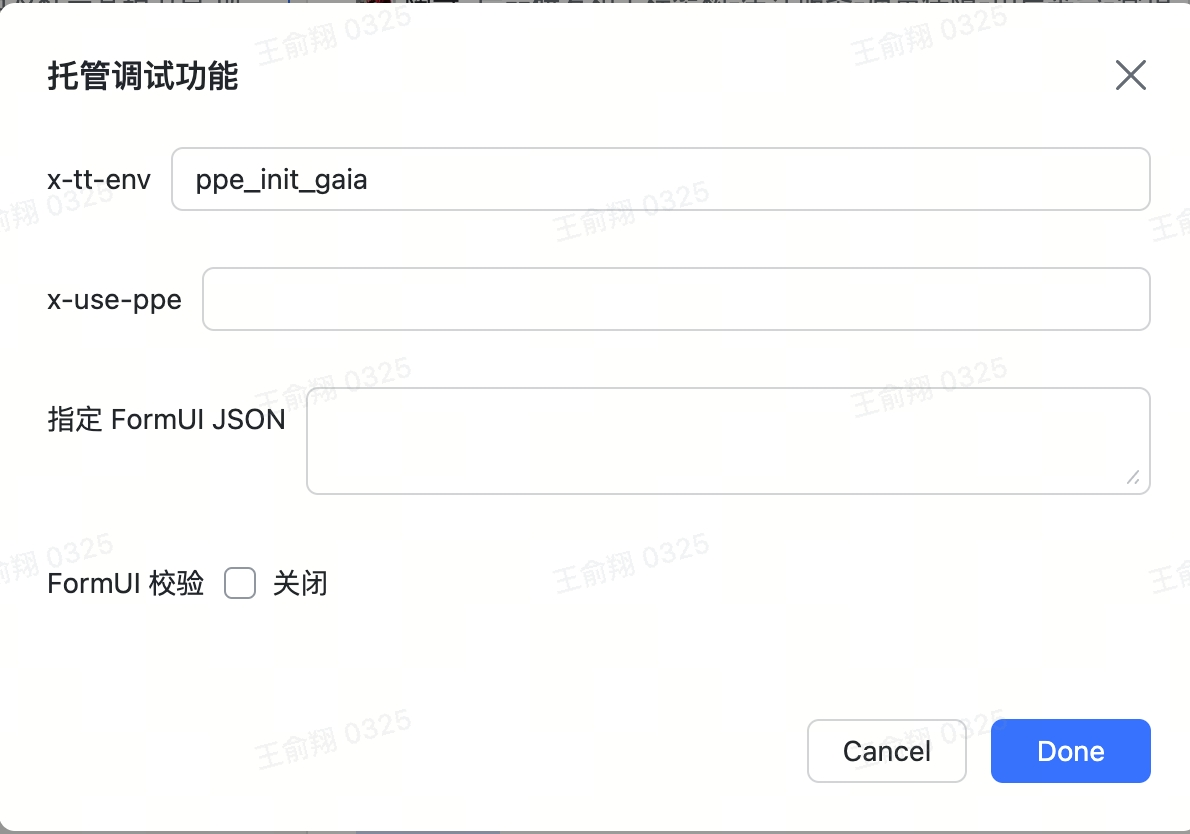 托管调试功能
x-tt-env ppe_init_gaia
x-use-ppe
指定 FormUI JSON
FormUI 校验 关闭
Cancel Done
王俞翔 0325